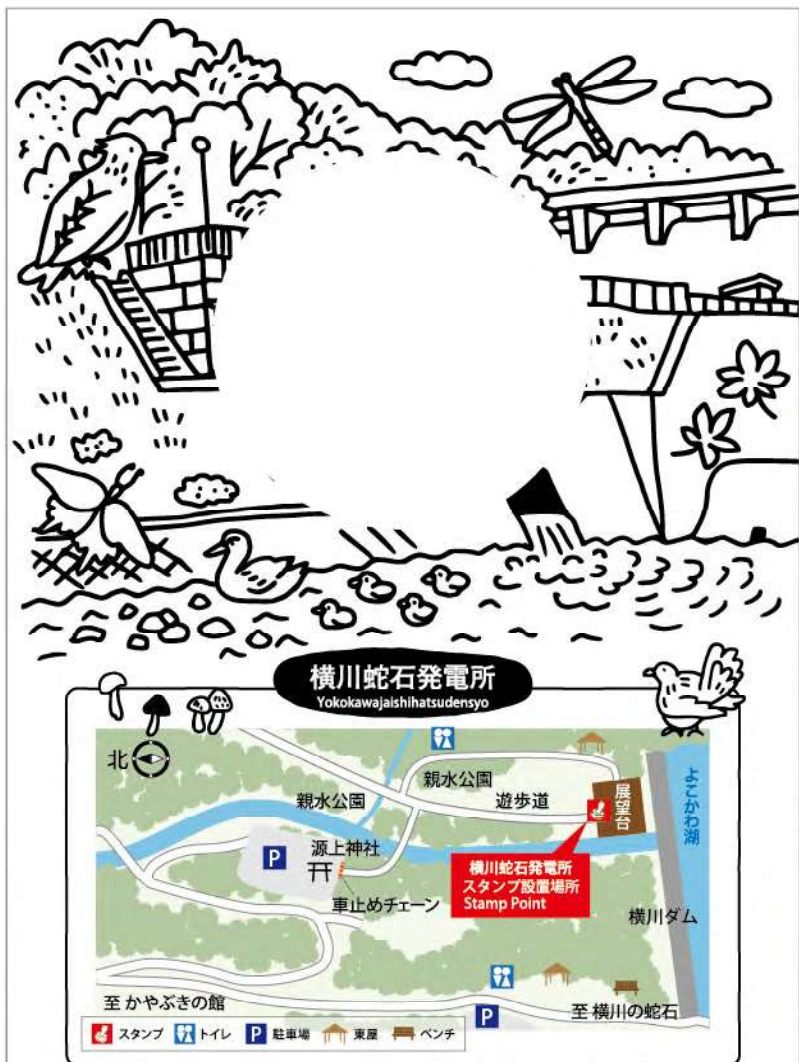 横川蛇石発電所
Yokokawajaishihatsudensyo
北
親水公園
親水公園
遊歩道
展望台
よこかわ湖
源上神社
車止めチェーン
横川蛇石発電所
スタンプ設置場所
Stamp Point
横川ダム
P
至 かやぶきの館
至 横川の蛇石
P
スタンプ トイレ P 駐車場 東屋 ベンチ